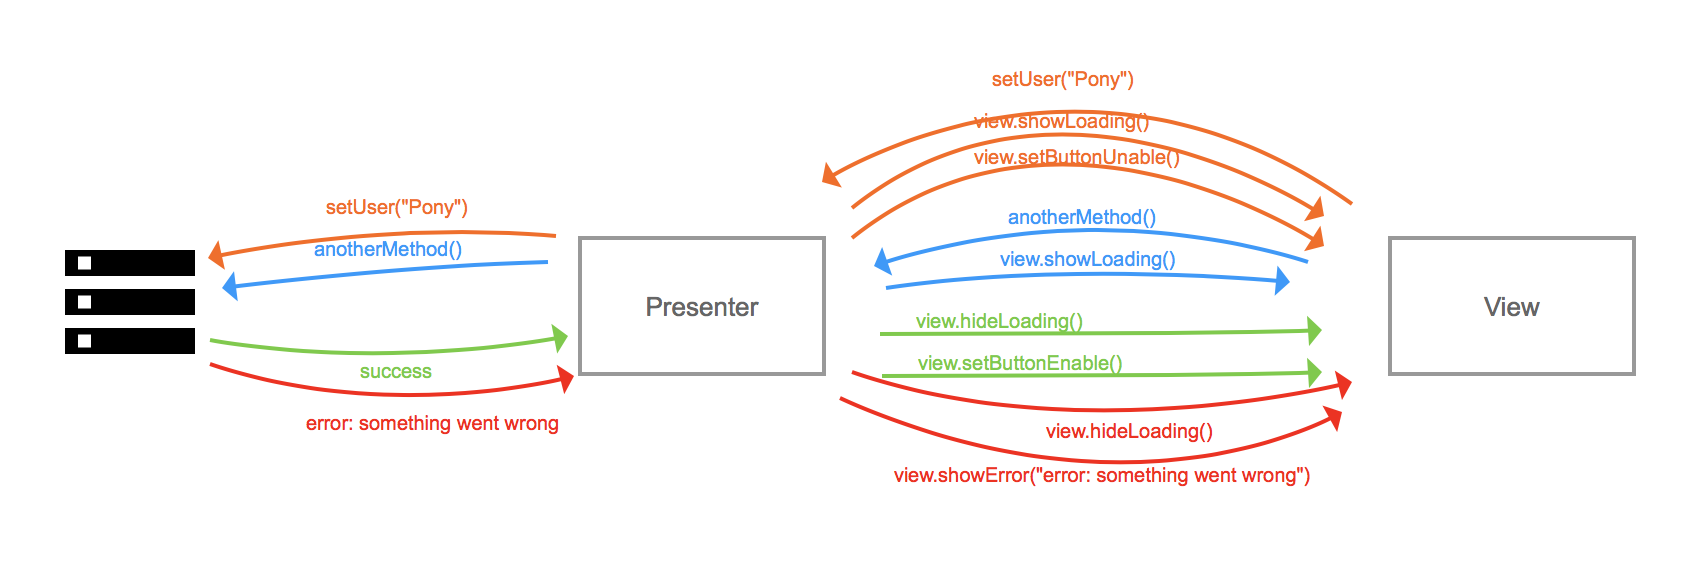 setUser("Pony")
view.showLoading()
view.setButtonUnable()
setUser("Pony")
anotherMethod()
anotherMethod()
view.showLoading()
Presenter
View
view.hideLoading()
success
view.setButtonEnable()
error: something went wrong
view.hideLoading()
view.showError("error: something went wrong")